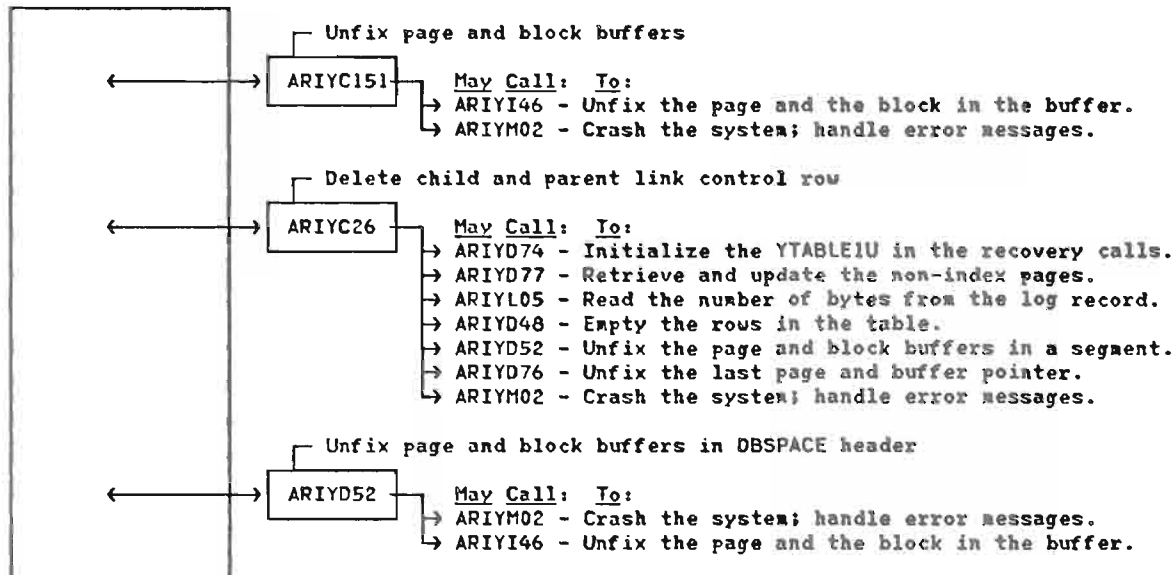 Unfix page and block buffers
ARIYC151
May Call: To:
ARIYI46 - Unfix the page and the block in the buffer.
ARIYM02 - Crash the system; handle error messages.
Delete child and parent link control row
ARIYC26
May Call: To:
ARIYD74 - Initialize the YTABLE1U in the recovery calls.
ARIYD77 - Retrieve and update the non-index pages.
ARIYL05 - Read the number of bytes from the log record.
ARIYD48 - Empty the rows in the table.
ARIYD52 - Unfix the page and block buffers in a segment.
ARIYD76 - Unfix the last page and buffer pointer.
ARIYM02 - Crash the system; handle error messages.
Unfix page and block buffers in DBSPACE header
ARIYD52
May Call: To:
ARIYM02 - Crash the system; handle error messages.
ARIYI46 - Unfix the page and the block in the buffer.